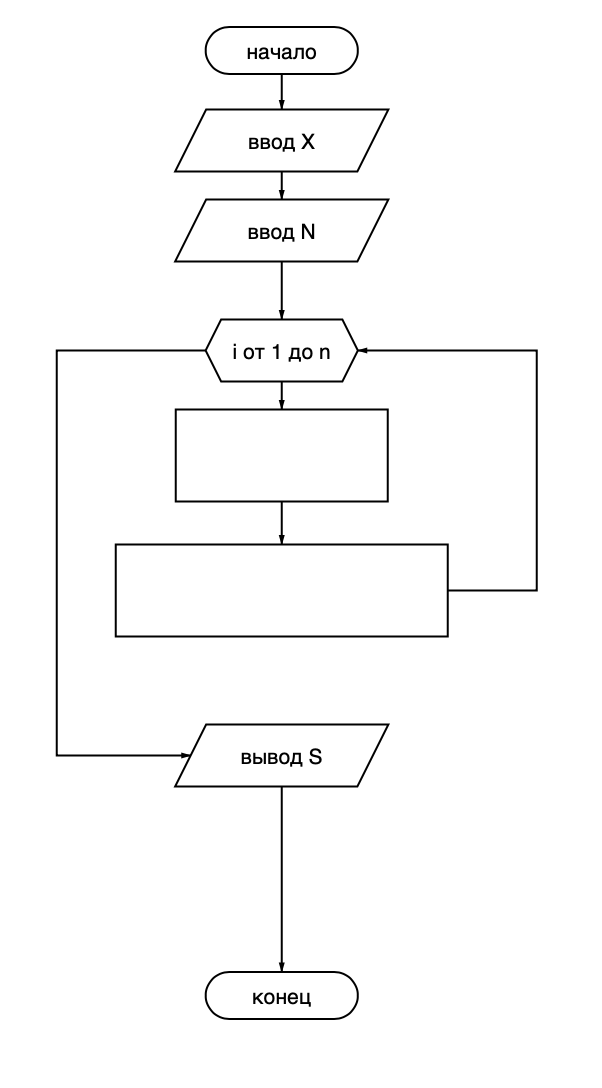 начало
ввод X
ввод N
i от 1 до n
вывод S
конец